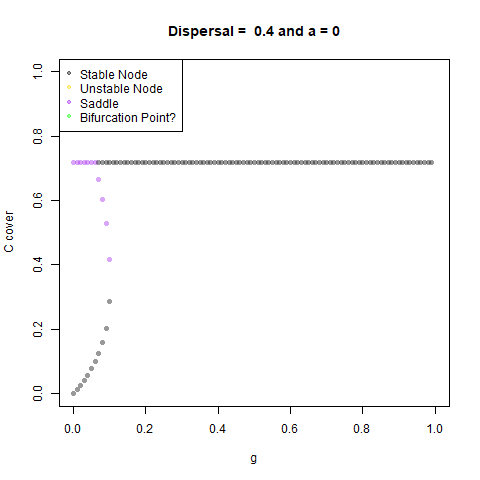 Dispersal =  0.4 and a = 0
Stable Node
Unstable Node
Saddle
Bifurcation Point?
C cover
1.0
0.8
0.6
0.4
0.2
0.0
0.0 0.2 0.4 0.6 0.8 1.0
g